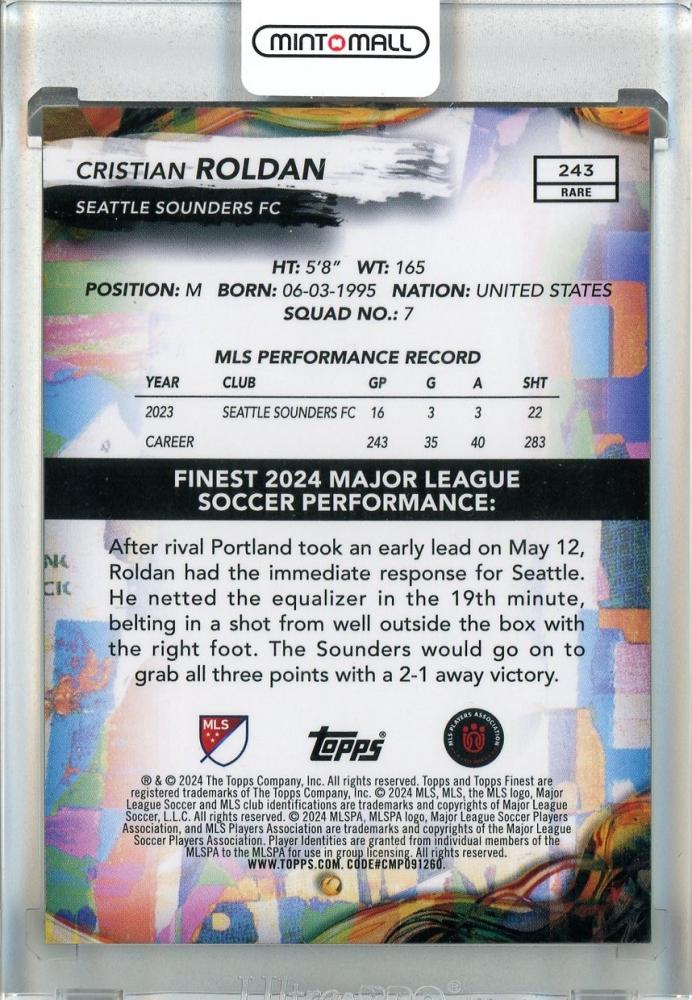 MINTMALL
CRISTIAN ROLDAN
243
RARE
SEATTLE SOUNDERS FC
HT: 5'8" WT: 165
POSITION: M BORN: 06-03-1995 NATION: UNITED STATES
SQUAD NO.: 7
MLS PERFORMANCE RECORD
YEAR CLUB GP G A SHT
2023 SEATTLE SOUNDERS FC 16 3 3 22
CAREER 243 35 40 283
FINEST 2024 MAJOR LEAGUE
SOCCER PERFORMANCE:
After rival Portland took an early lead on May 12,
Roldan had the immediate response for Seattle.
He netted the equalizer in the 19th minute,
belting in a shot from well outside the box with
the right foot. The Sounders would go on to
grab all three points with a 2-1 away victory.
MLS
Topps®
MLS PLAYERS ASSOCIATION
® & © 2024 The Topps Company, Inc. All rights reserved. Topps and Topps Finest are
registered trademarks of The Topps Company, Inc. © 2024 MLS, MLS, the MLS logo, Major
League Soccer and MLS club identifications are trademarks and copyrights of Major League
Soccer, L.L.C. All rights reserved. © 2024 MLSPA, MLSPA logo, Major League Soccer Players
Association, and MLS Players Association are trademarks and copyrights of the Major League
Soccer Players Association. Player Identities are granted from individual members of the
MLSPA to the MLSPA for use in group licensing. All rights reserved.
WWW.TOPPS.COM. CODE#CMP091260.